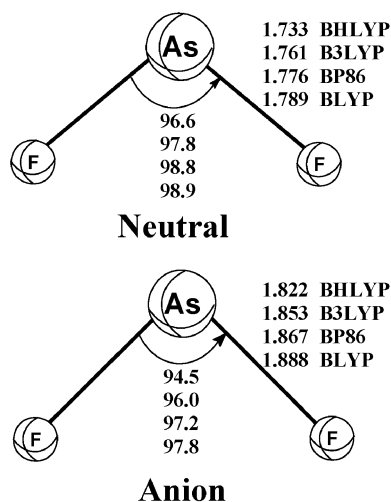 As
1.733 BHLYP
1.761 B3LYP
1.776 BP86
1.789 BLYP
F
F
96.6
97.8
98.8
98.9
Neutral
As
1.822 BHLYP
1.853 B3LYP
1.867 BP86
1.888 BLYP
F
F
94.5
96.0
97.2
97.8
Anion